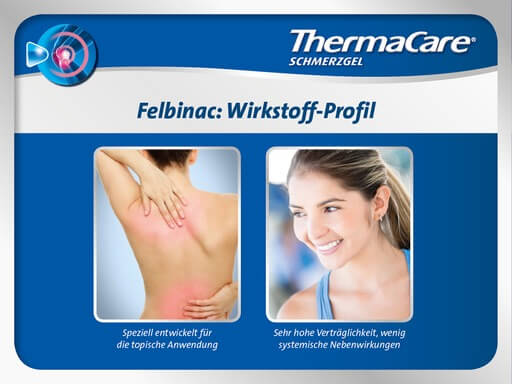 ThermaCare®
SCHMERZGEL
Felbinac: Wirkstoff-Profil
Speziell entwickelt für
die topische Anwendung
Sehr hohe Verträglichkeit, wenig
systemische Nebenwirkungen